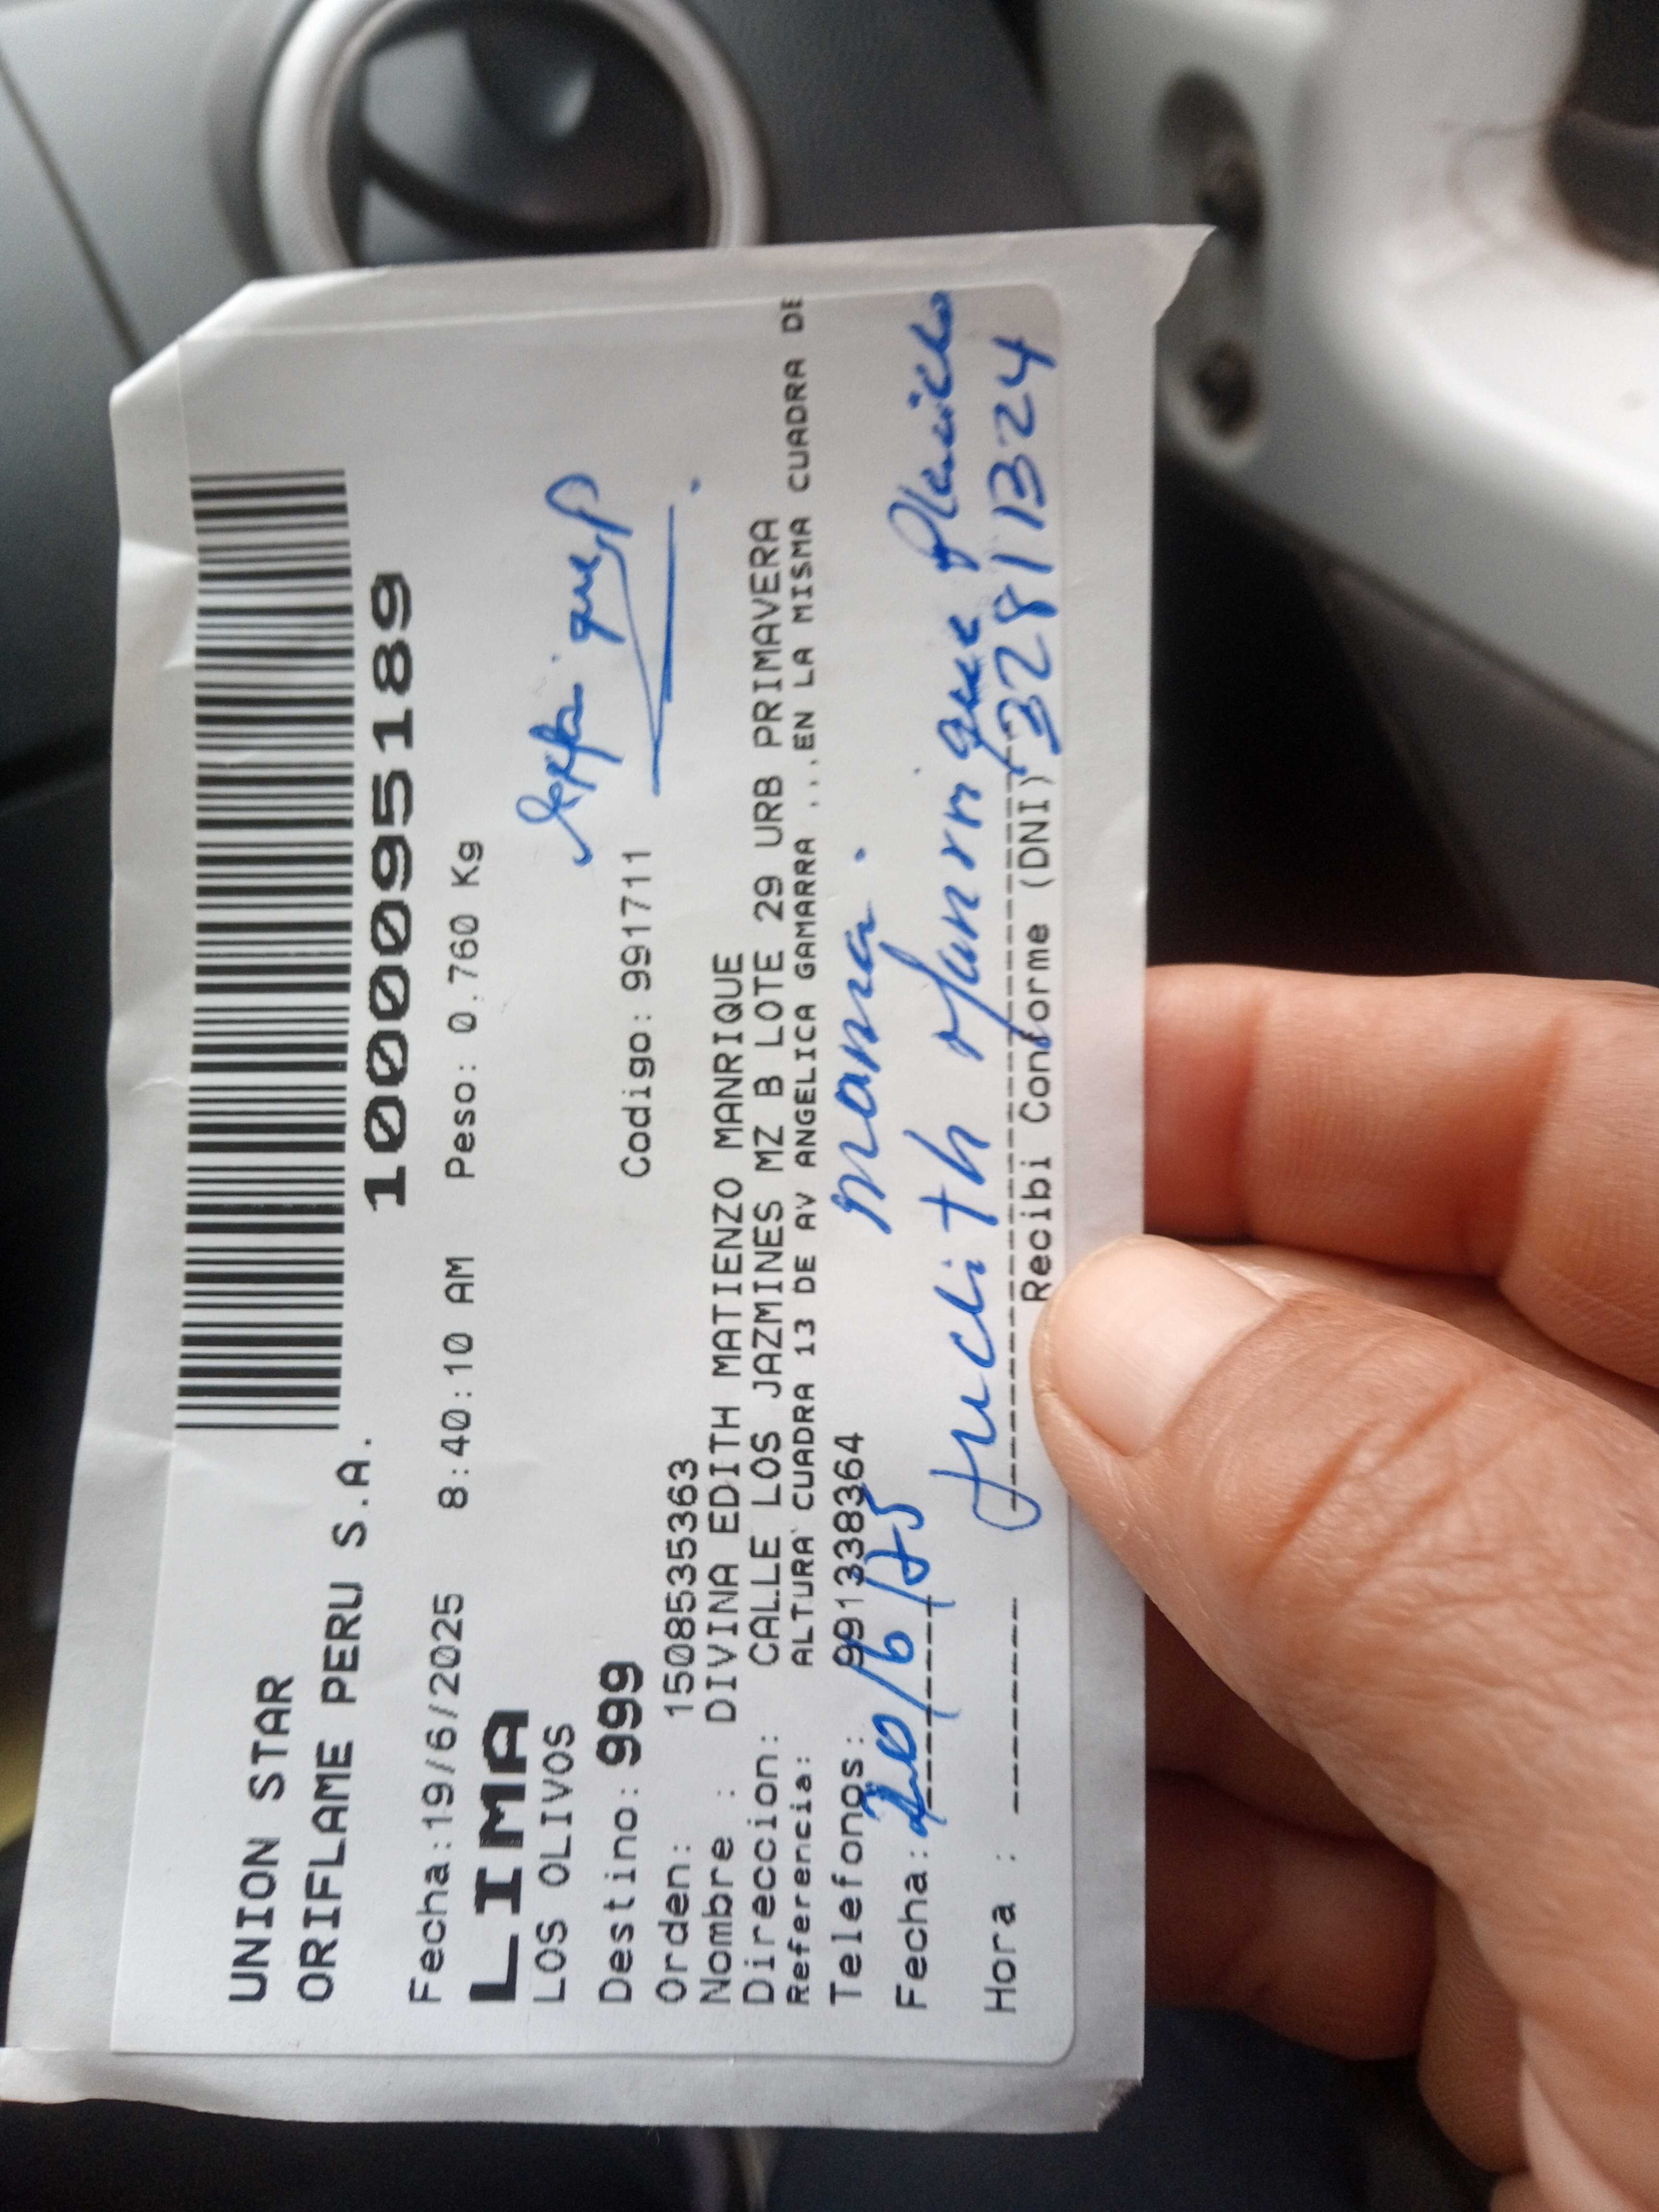 UNION STAR
ORIFLAME PERU S.A.
100095189
Fecha:19/6/2025 8:40:10 AM Peso: 0.760 Kg
LIMA
LOS OLIVOS
Destino: 999 Codigo: 991711
Orden: 1508535363
Nombre : DIVINA EDITH MATIENZO MANRIQUE
Direccion: CALLE LOS JAZMINES MZ B LOTE 29 URB PRIMAVERA
Referencia: ALTURA CUADRA 13 DE AV ANGELICA GAMARRA ...EN LA MISMA CUADRA DE
Telefonos: 991338364
mama.
Fecha: 20/6/25
Judith Manrique Placido
32811324
Hora :
Recibi Conforme (DNI)